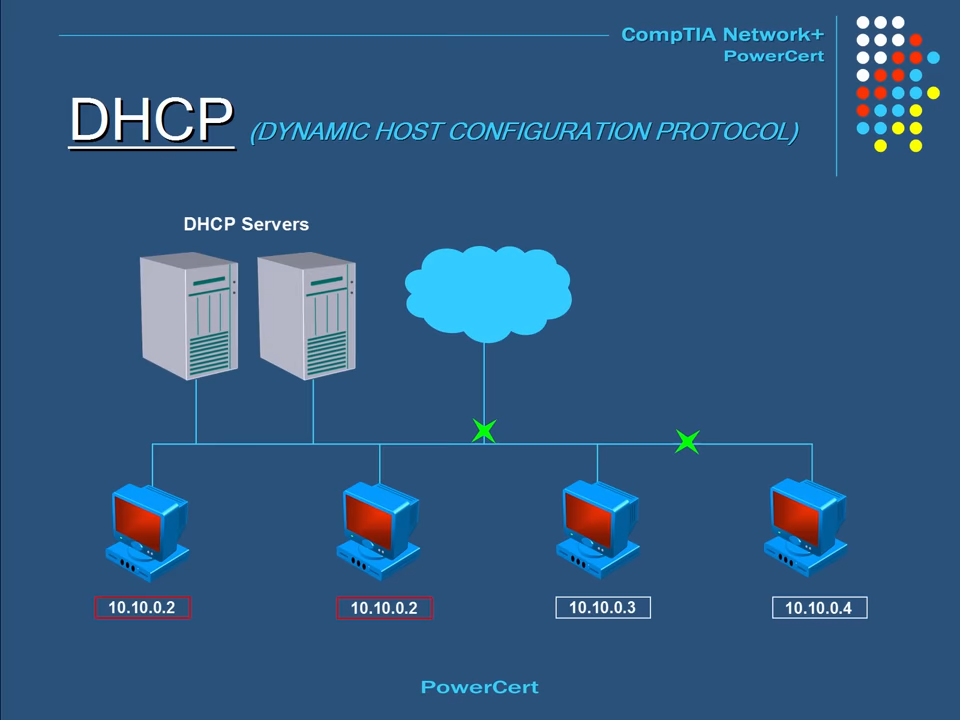 CompTIA Network+
PowerCert
DHCP (DYNAMIC HOST CONFIGURATION PROTOCOL)
DHCP Servers
10.10.0.2
10.10.0.2
10.10.0.3
10.10.0.4
PowerCert